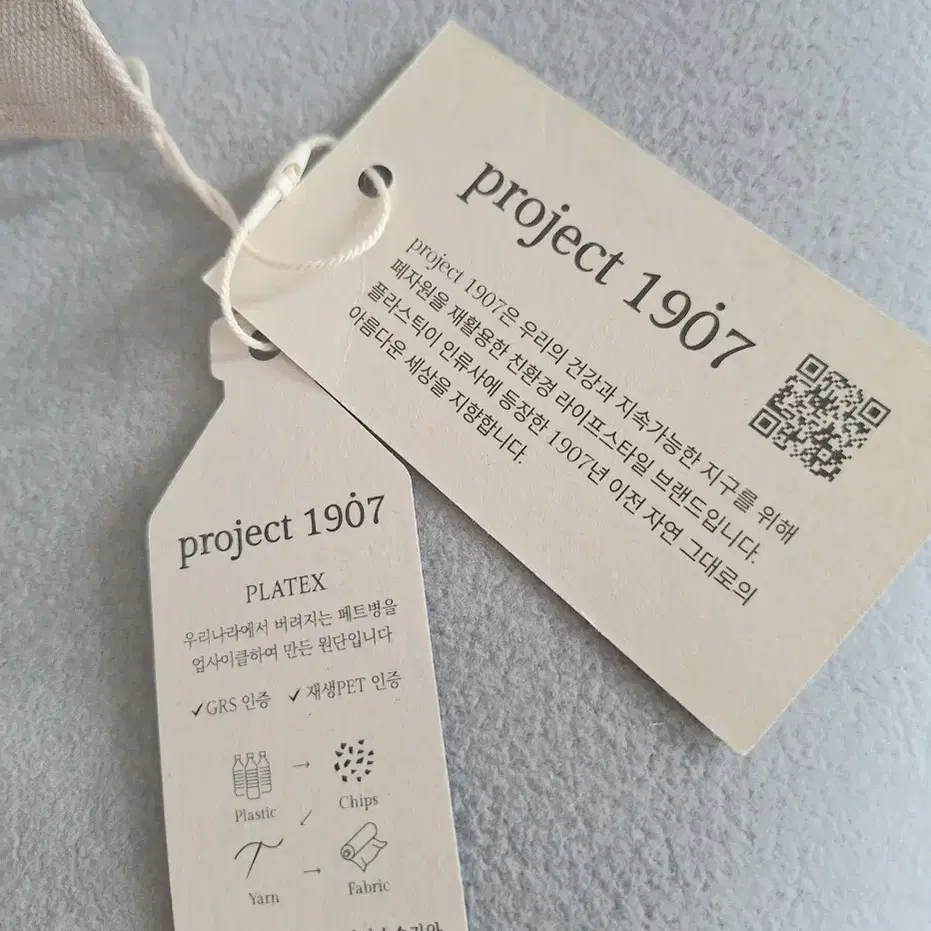 project 1907
project 1907은 우리의 건강과 지속가능한 지구를 위해
폐자원을 재활용한 친환경 라이프스타일 브랜드입니다.
플라스틱이 인류사에 등장한 1907년 이전 자연 그대로의
아름다운 세상을 지향합니다.
project 1907
PLATEX
우리나라에서 버려지는 페트병을
업사이클하여 만든 원단입니다
✓GRS 인증 ✓ 재생PET 인증
Plastic → Chips
Yarn → Fabric